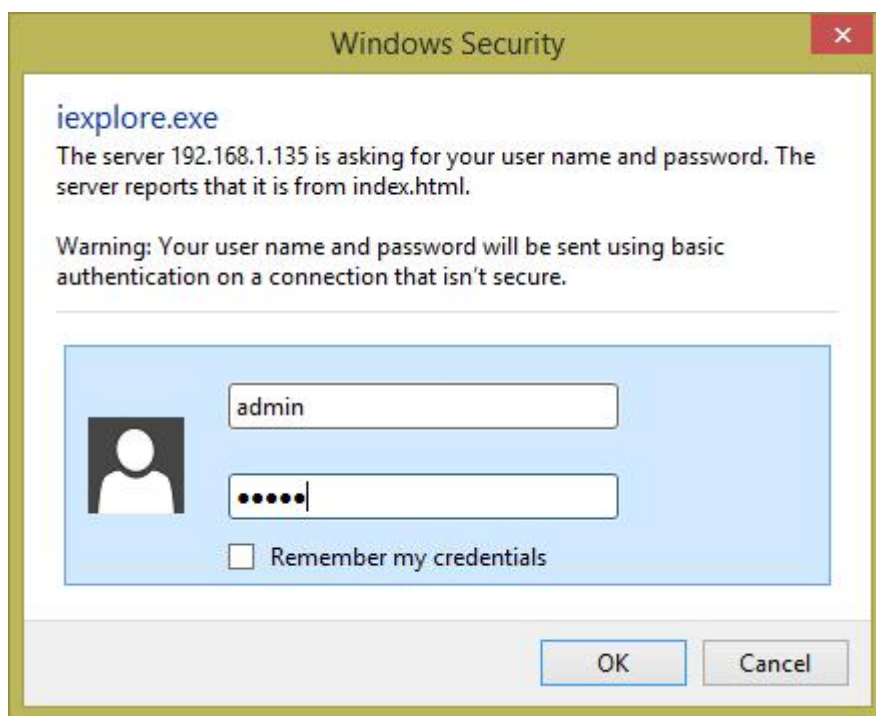 Windows Security
iexplore.exe
The server 192.168.1.135 is asking for your user name and password. The
server reports that it is from index.html.
Warning: Your user name and password will be sent using basic
authentication on a connection that isn't secure.
admin
●●●●●
Remember my credentials
OK
Cancel